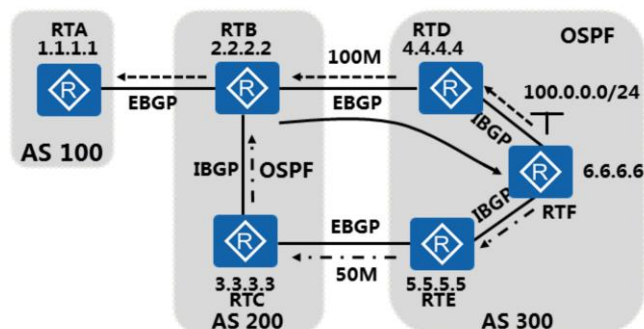 RTA
1.1.1.1
R
EBGP
AS 100
RTB
2.2.2.2
R
100M
EBGP
RTD
4.4.4.4
R
OSPF
100.0.0.0/24
IBGP
R
6.6.6.6
RTF
IBGP
IBGP
OSPF
R
3.3.3.3
RTC
AS 200
EBGP
50M
R
5.5.5.5
RTE
AS 300